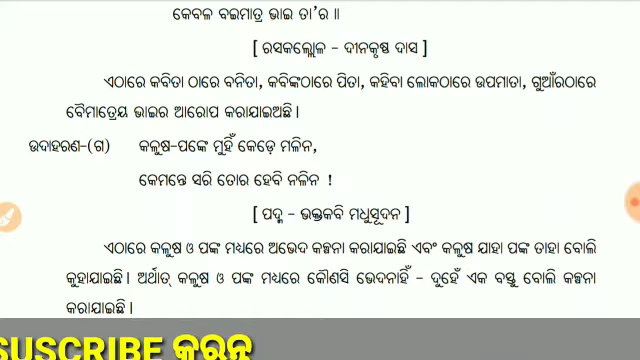 କେବଳ ବଇମାତ୍ର ଭାଇ ତା'ର ॥
[ ରସକଲ୍ଲୋଳ - ଦୀନକୃଷ୍ଣ ଦାସ ]
ଏଠାରେ କବିତା ଠାରେ ବନିତା, କବିଙ୍କଠାରେ ପିତା, କହିବା ଲୋକଠାରେ ଉପମାତା, ଗୁଆଁରଠାରେ
ବୈମାତ୍ରେୟ ଭାଇର ଆରୋପ କରାଯାଇଅଛି।
ଉଦାହରଣ-(ଗ) କଳୁଷ-ପଙ୍କେ ମୁହିଁ କେଡ଼େ ମଳିନ,
କେମନ୍ତେ ସରି ତୋର ହେବି ନଳିନ !
[ ପଦ୍ମ - ଭକ୍ତକବି ମଧୁସୂଦନ ]
ଏଠାରେ କଳୁଷ ଓ ପଙ୍କ ମଧ୍ୟରେ ଅଭେଦ କଳ୍ପନା କରାଯାଇଛି ଏବଂ କଳୁଷ ଯାହା ପଙ୍କ ତାହା ବୋଲି
କୁହାଯାଇଛି। ଅର୍ଥାତ୍ କଳୁଷ ଓ ପଙ୍କ ମଧ୍ୟରେ କୌଣସି ଭେଦନାହିଁ - ଦୁହେଁ ଏକ ବସ୍ତୁ ବୋଲି କଳ୍ପନା
କରାଯାଇଛି।
SUSCRIBE କରନ୍ତୁ